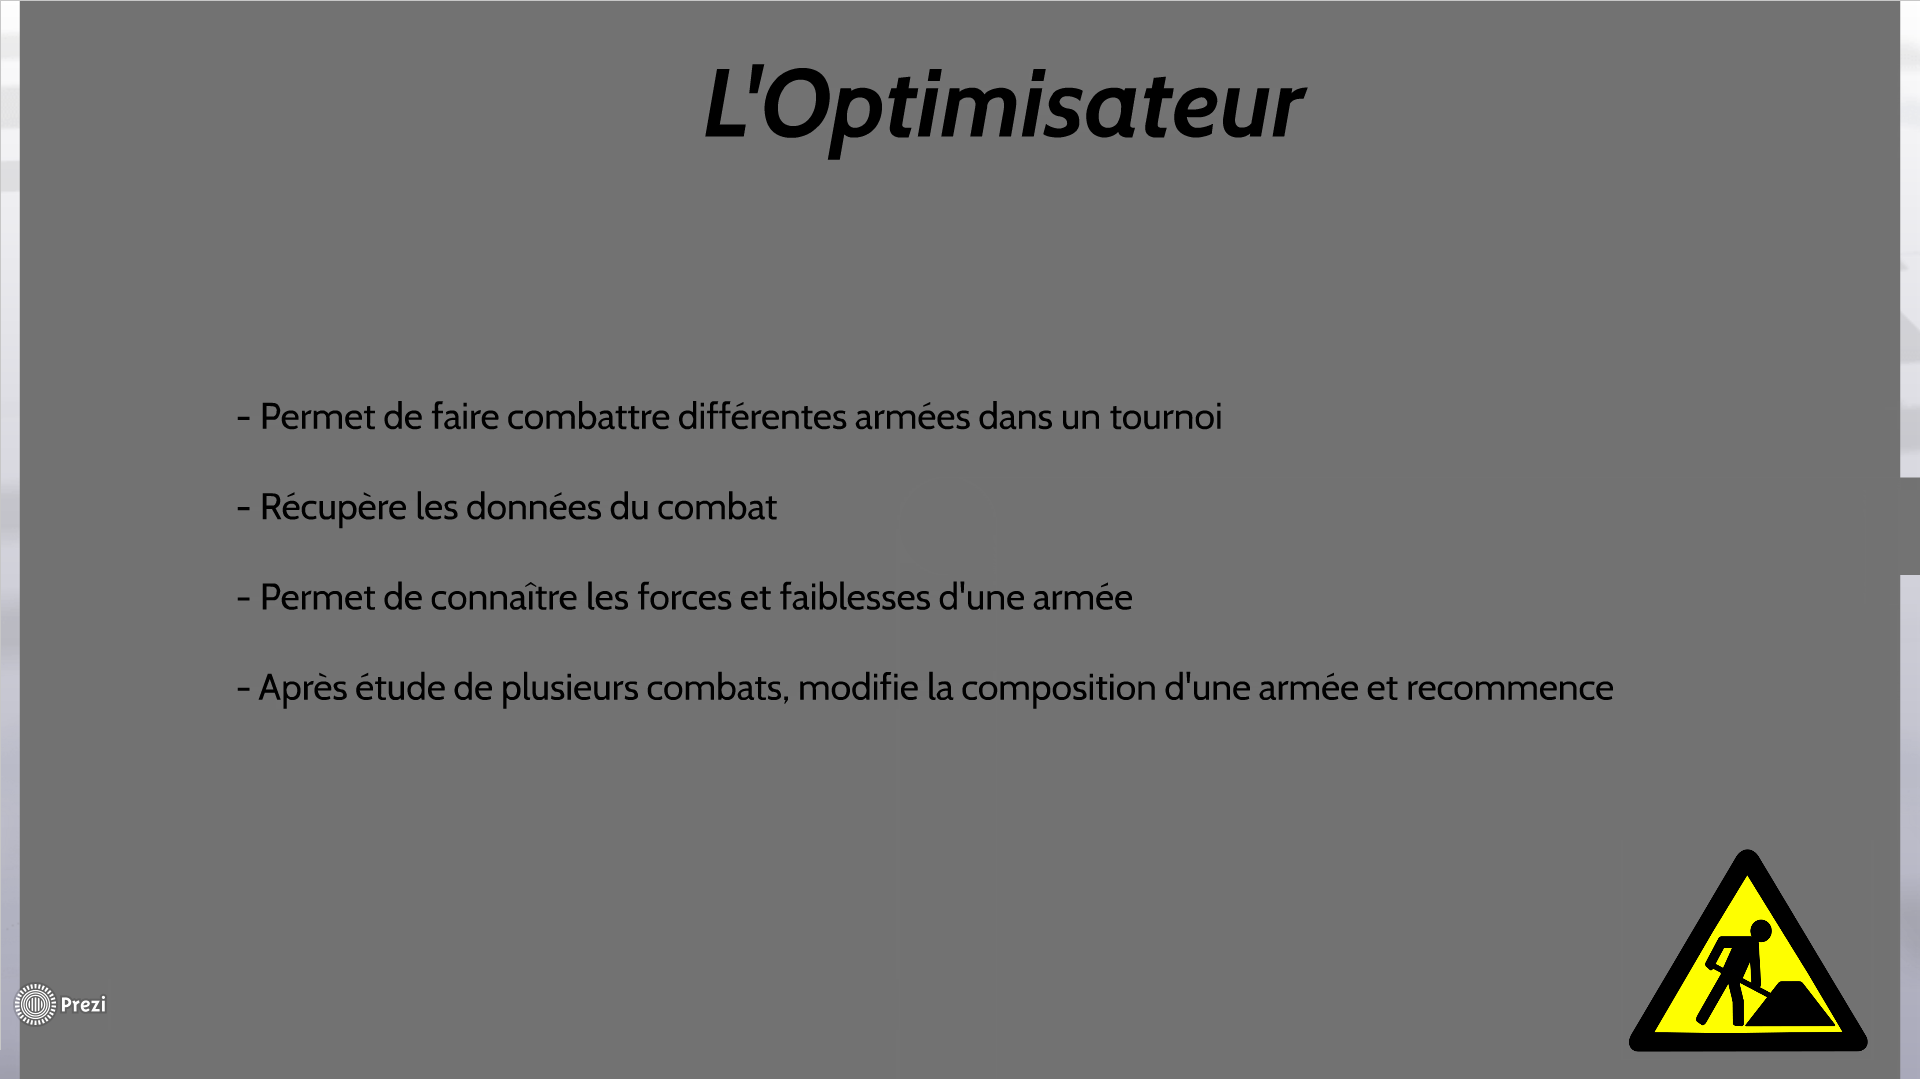 L'Optimisateur
- Permet de faire combattre différentes armées dans un tournoi
- Récupère les données du combat
- Permet de connaître les forces et faiblesses d'une armée
- Après étude de plusieurs combats, modifie la composition d'une armée et recommence
Prezi